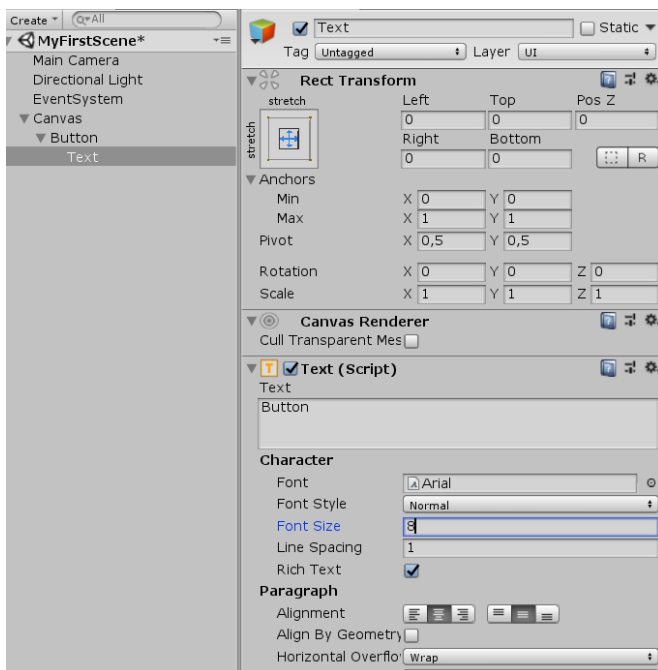 Create
All
MyFirstScene*
Main Camera
Directional Light
EventSystem
Canvas
Button
Text
Text
Static
Tag Untagged Layer UI
Rect Transform
stretch Left Top Pos Z
stretch
0 0 0
Right Bottom
0 0 R
Anchors
Min X 0 Y 0
Max X 1 Y 1
Pivot X 0,5 Y 0,5
Rotation X 0 Y 0 Z 0
Scale X 1 Y 1 Z 1
Canvas Renderer
Cull Transparent Mes
T Text (Script)
Text
Button
Character
Font Arial
Font Style Normal
Font Size 8
Line Spacing 1
Rich Text
Paragraph
Alignment
Align By Geometry
Horizontal Overflo Wrap